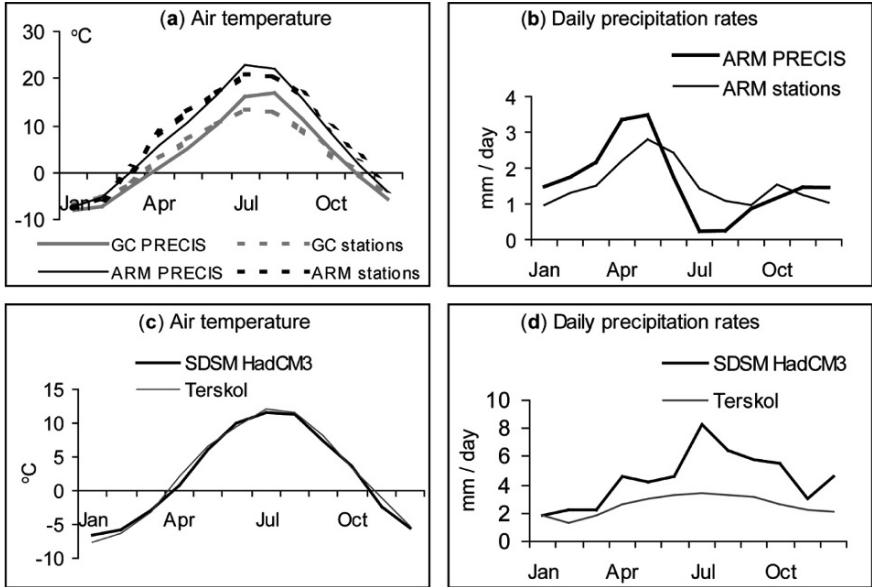 (a) Air temperature
°C
30
20
10
0
-10
Jan Apr Jul Oct
GC PRECIS GC stations
ARM PRECIS ARM stations
(b) Daily precipitation rates
ARM PRECIS
ARM stations
mm / day
4
3
2
1
0
Jan Apr Jul Oct
(c) Air temperature
SDSM HadCM3
Terskol
°C
15
10
5
0
-5
-10
Jan Apr Jul Oct
(d) Daily precipitation rates
SDSM HadCM3
Terskol
mm / day
10
8
6
4
2
0
Jan Apr Jul Oct